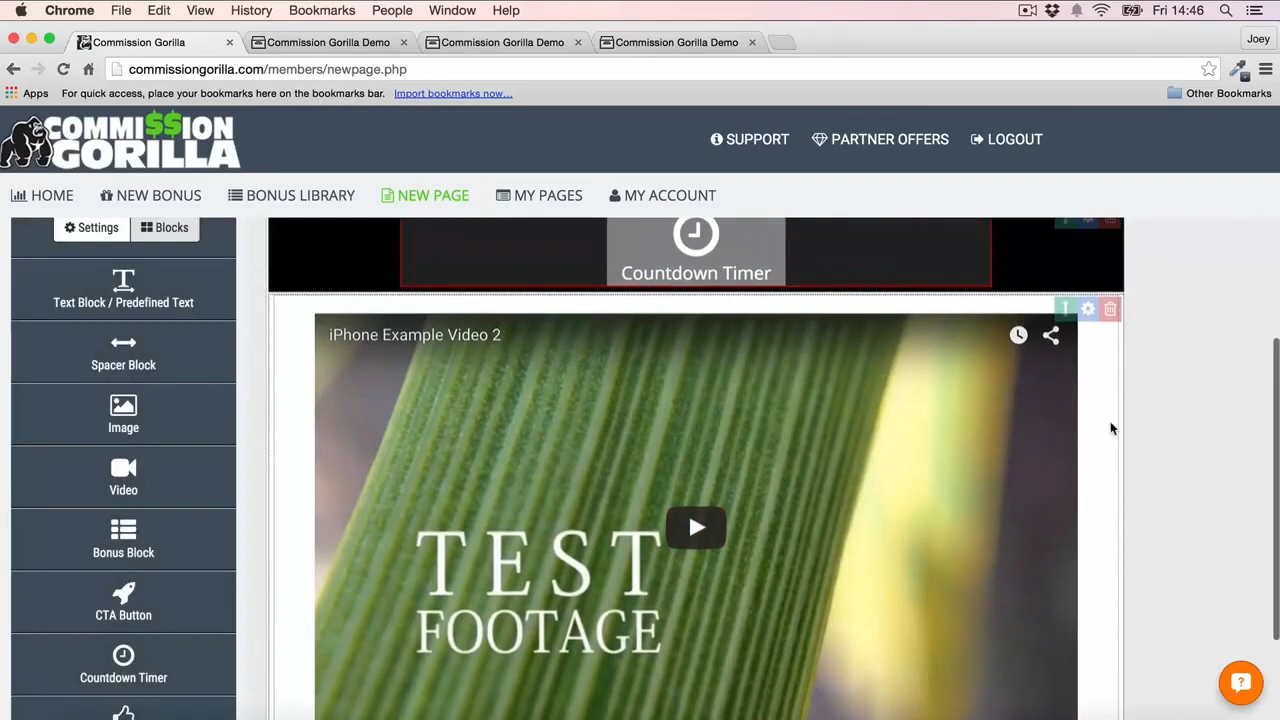 Chrome File Edit View History Bookmarks People Window Help Fri 14:46
Commission Gorilla Commission Gorilla Demo Commission Gorilla Demo Commission Gorilla Demo Joey
commissiongorilla.com/members/newpage.php
Apps For quick access, place your bookmarks here on the bookmarks bar. Import bookmarks now... Other Bookmarks
COMMI$$ION
GORILLA
SUPPORT PARTNER OFFERS LOGOUT
HOME NEW BONUS BONUS LIBRARY NEW PAGE MY PAGES MY ACCOUNT
Settings Blocks
Countdown Timer
Text Block / Predefined Text
iPhone Example Video 2
Spacer Block
Image
Video
Bonus Block
TEST
FOOTAGE
CTA Button
Countdown Timer